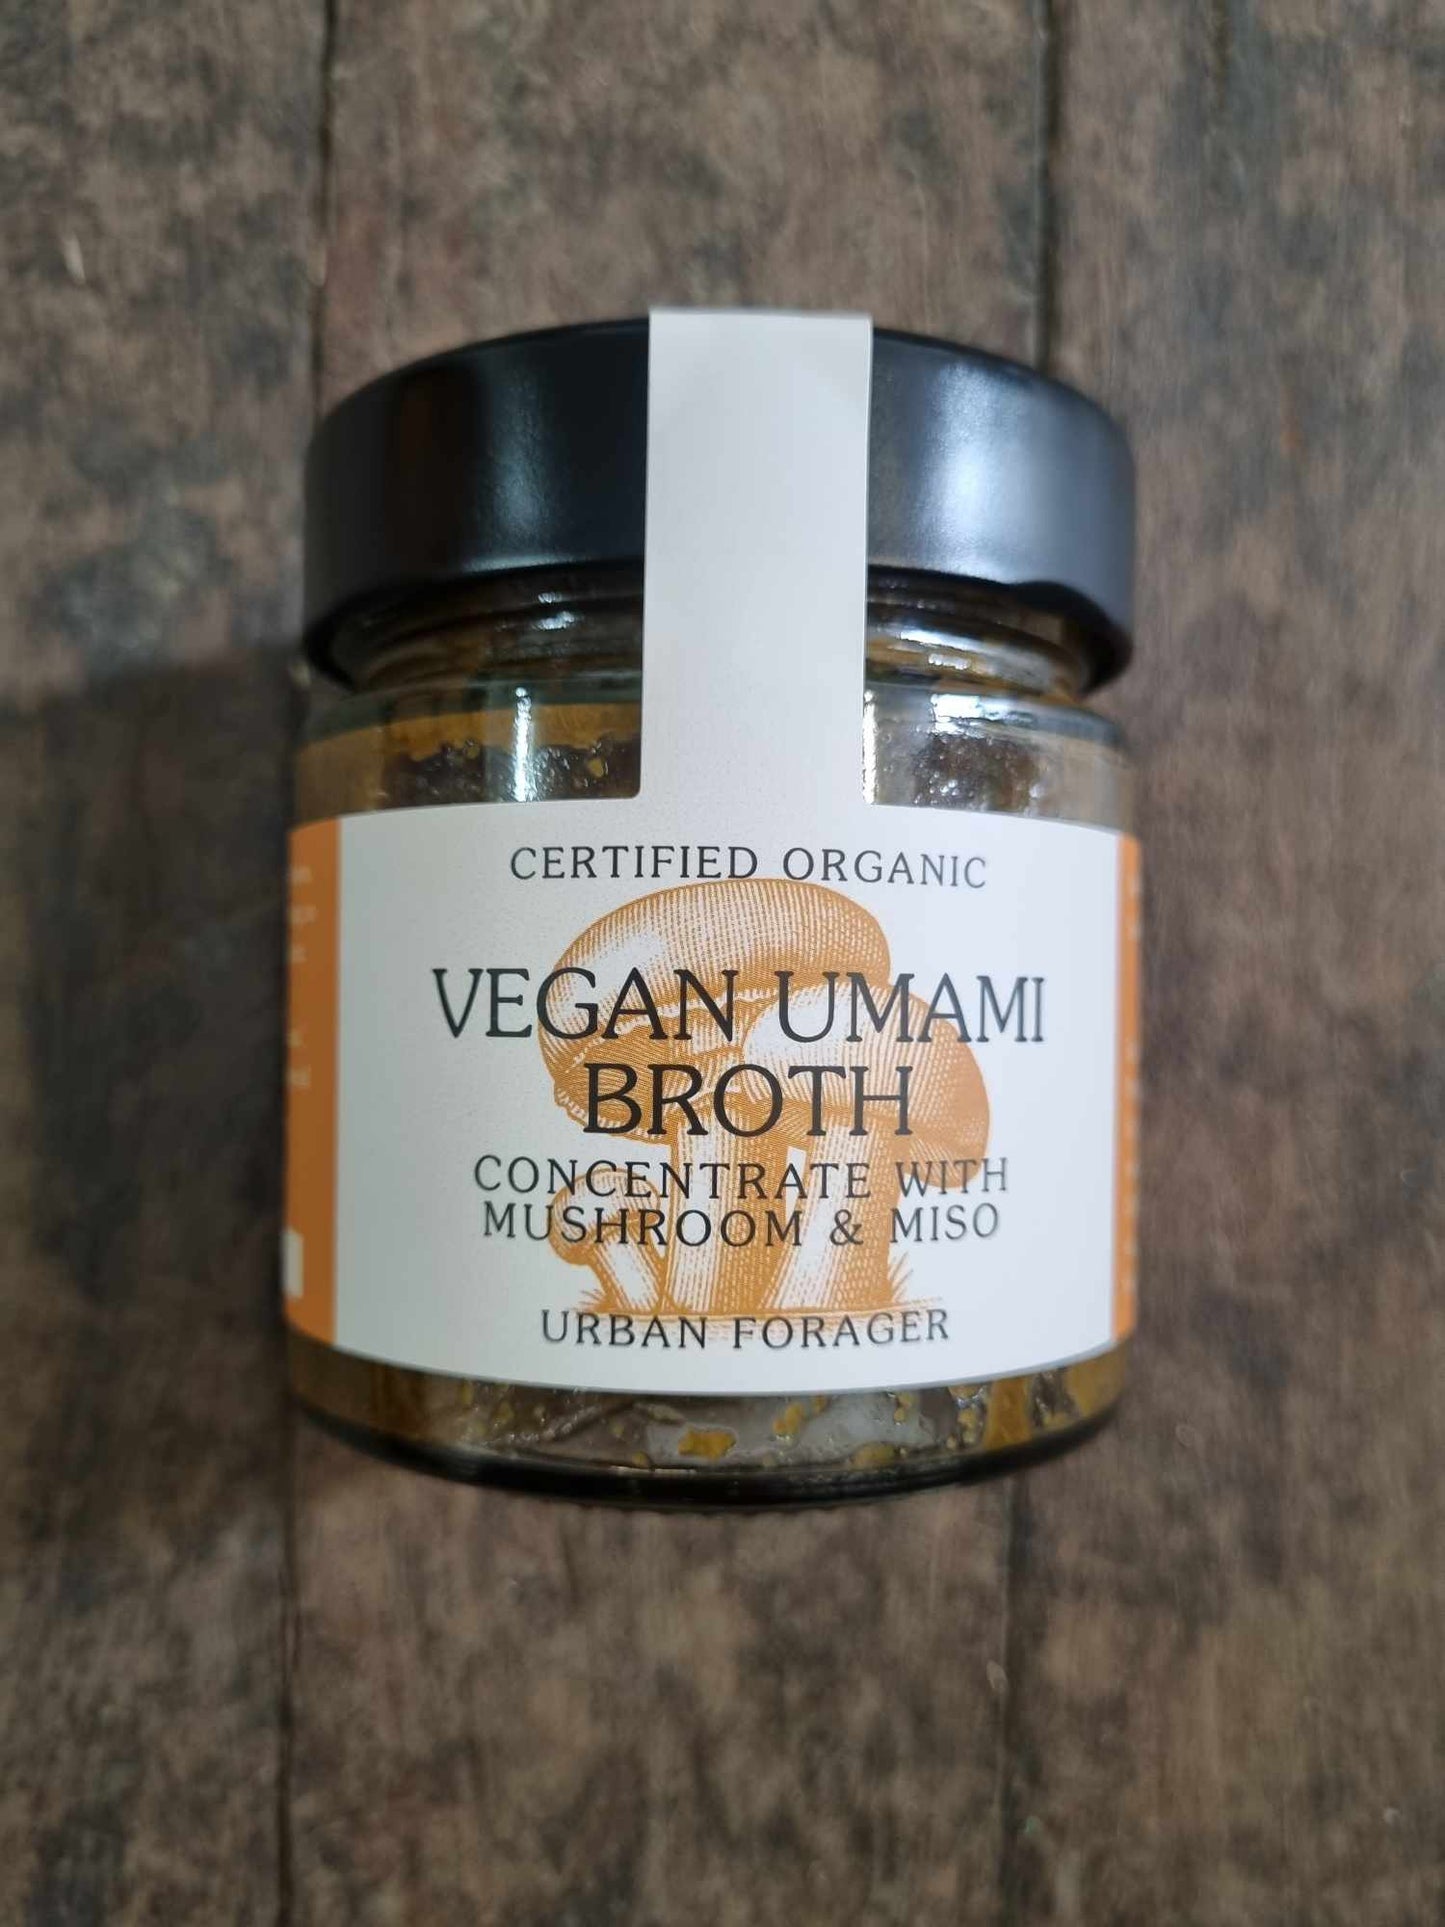 CERTIFIED ORGANIC
VEGAN UMAMI
BROTH
CONCENTRATE WITH
MUSHROOM & MISO
URBAN FORAGER